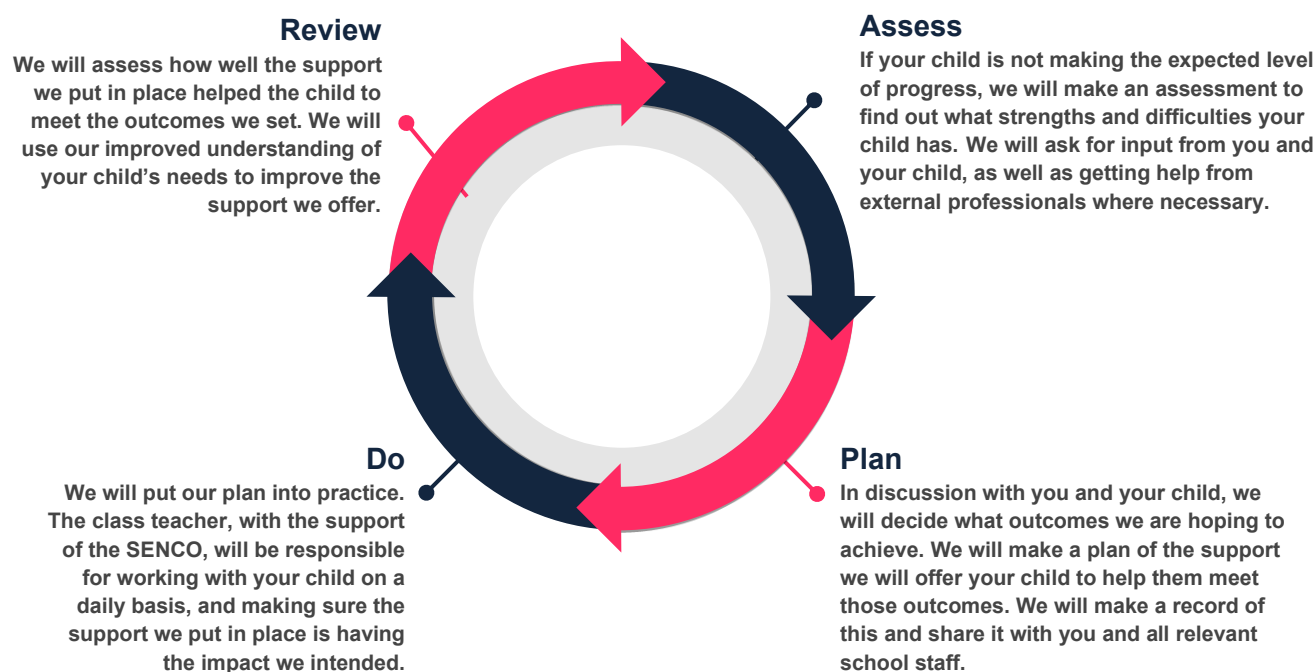 Review
We will assess how well the support
we put in place helped the child to
meet the outcomes we set. We will
use our improved understanding of
your child’s needs to improve the
support we offer.
Assess
If your child is not making the expected level
of progress, we will make an assessment to
find out what strengths and difficulties your
child has. We will ask for input from you and
your child, as well as getting help from
external professionals where necessary.
Do
We will put our plan into practice.
The class teacher, with the support
of the SENCO, will be responsible
for working with your child on a
daily basis, and making sure the
support we put in place is having
the impact we intended.
Plan
In discussion with you and your child, we
will decide what outcomes we are hoping to
achieve. We will make a plan of the support
we will offer your child to help them meet
those outcomes. We will make a record of
this and share it with you and all relevant
school staff.